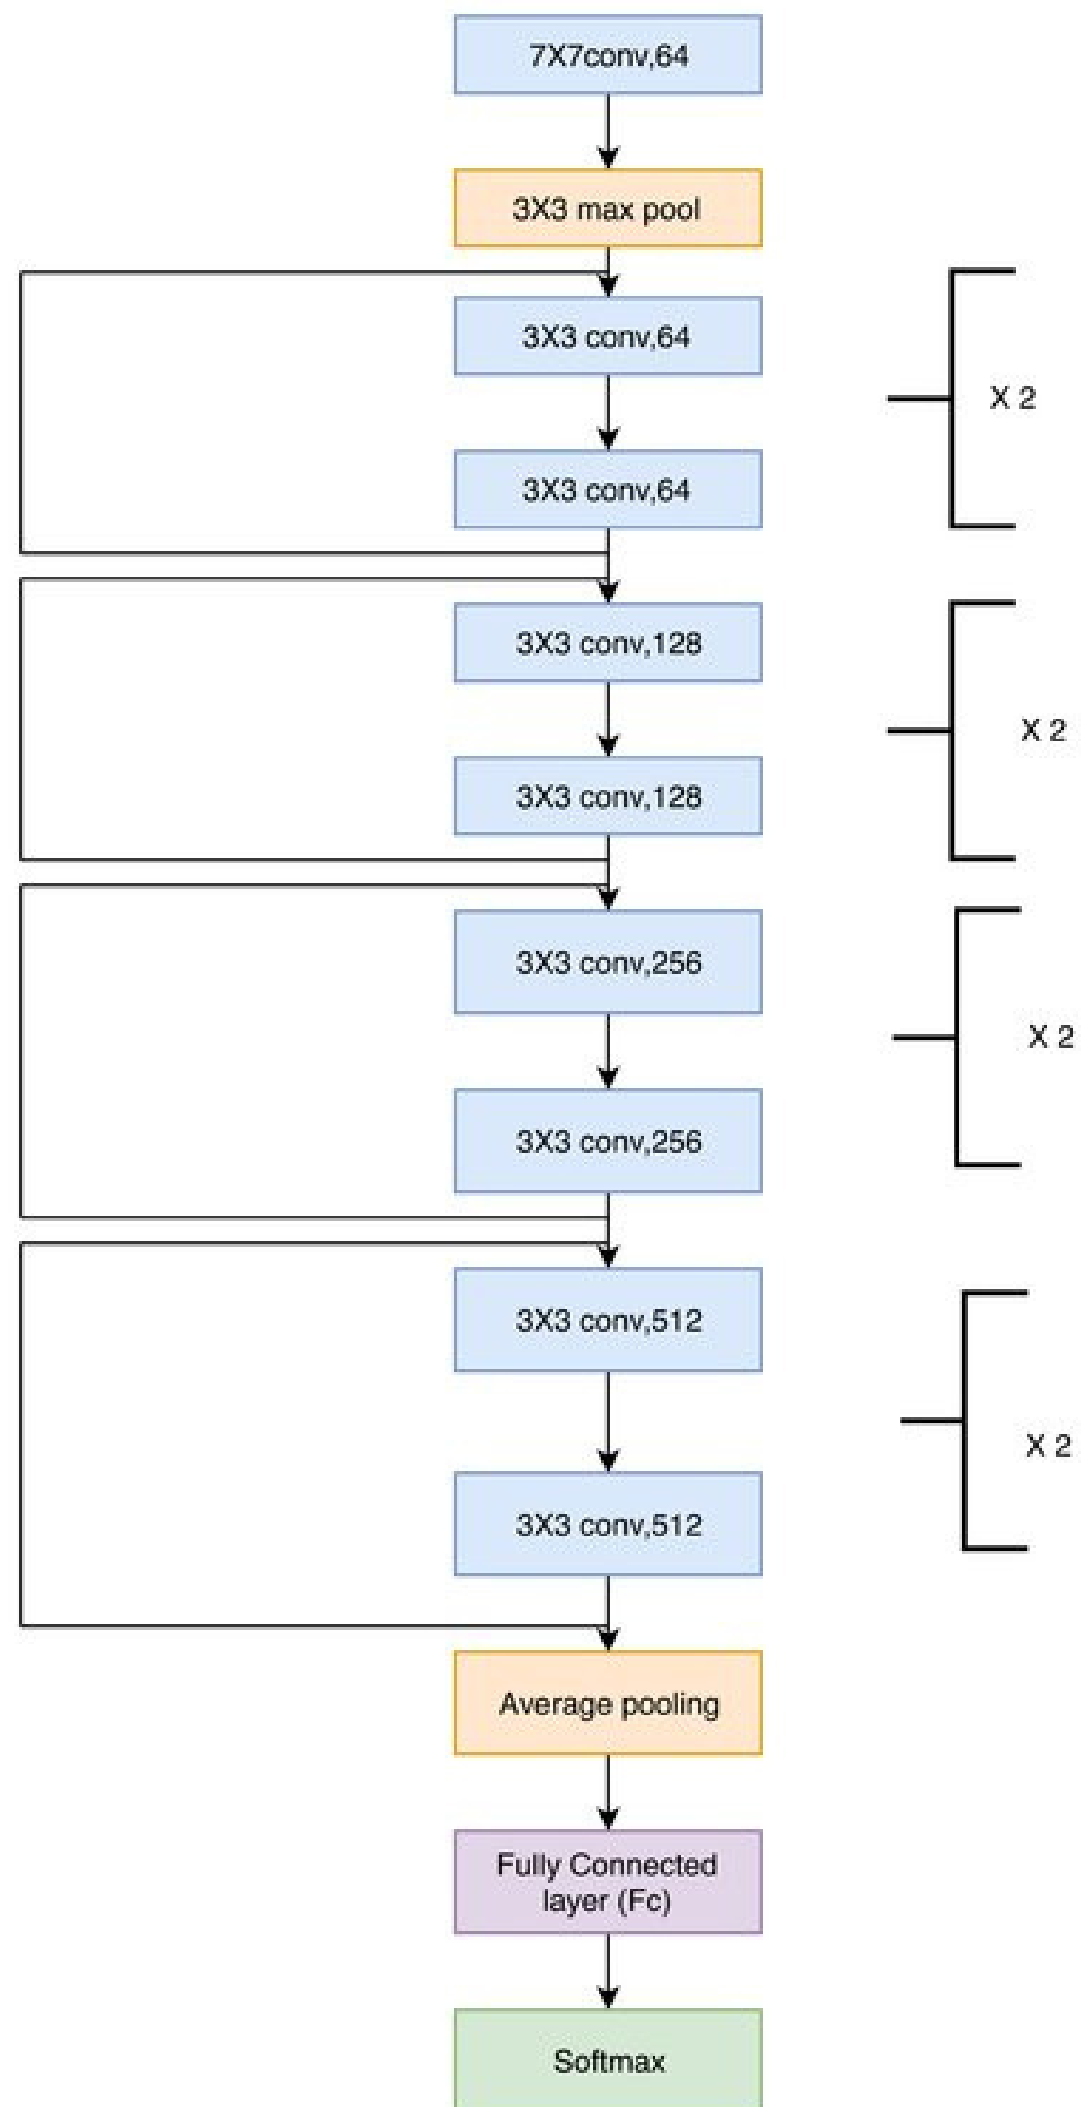 7X7conv,64
3X3 max pool
3X3 conv,64
X 2
3X3 conv,64
3X3 conv,128
X 2
3X3 conv,128
3X3 conv,256
X 2
3X3 conv,256
3X3 conv,512
X 2
3X3 conv,512
Average pooling
Fully Connected
layer (Fc)
Softmax